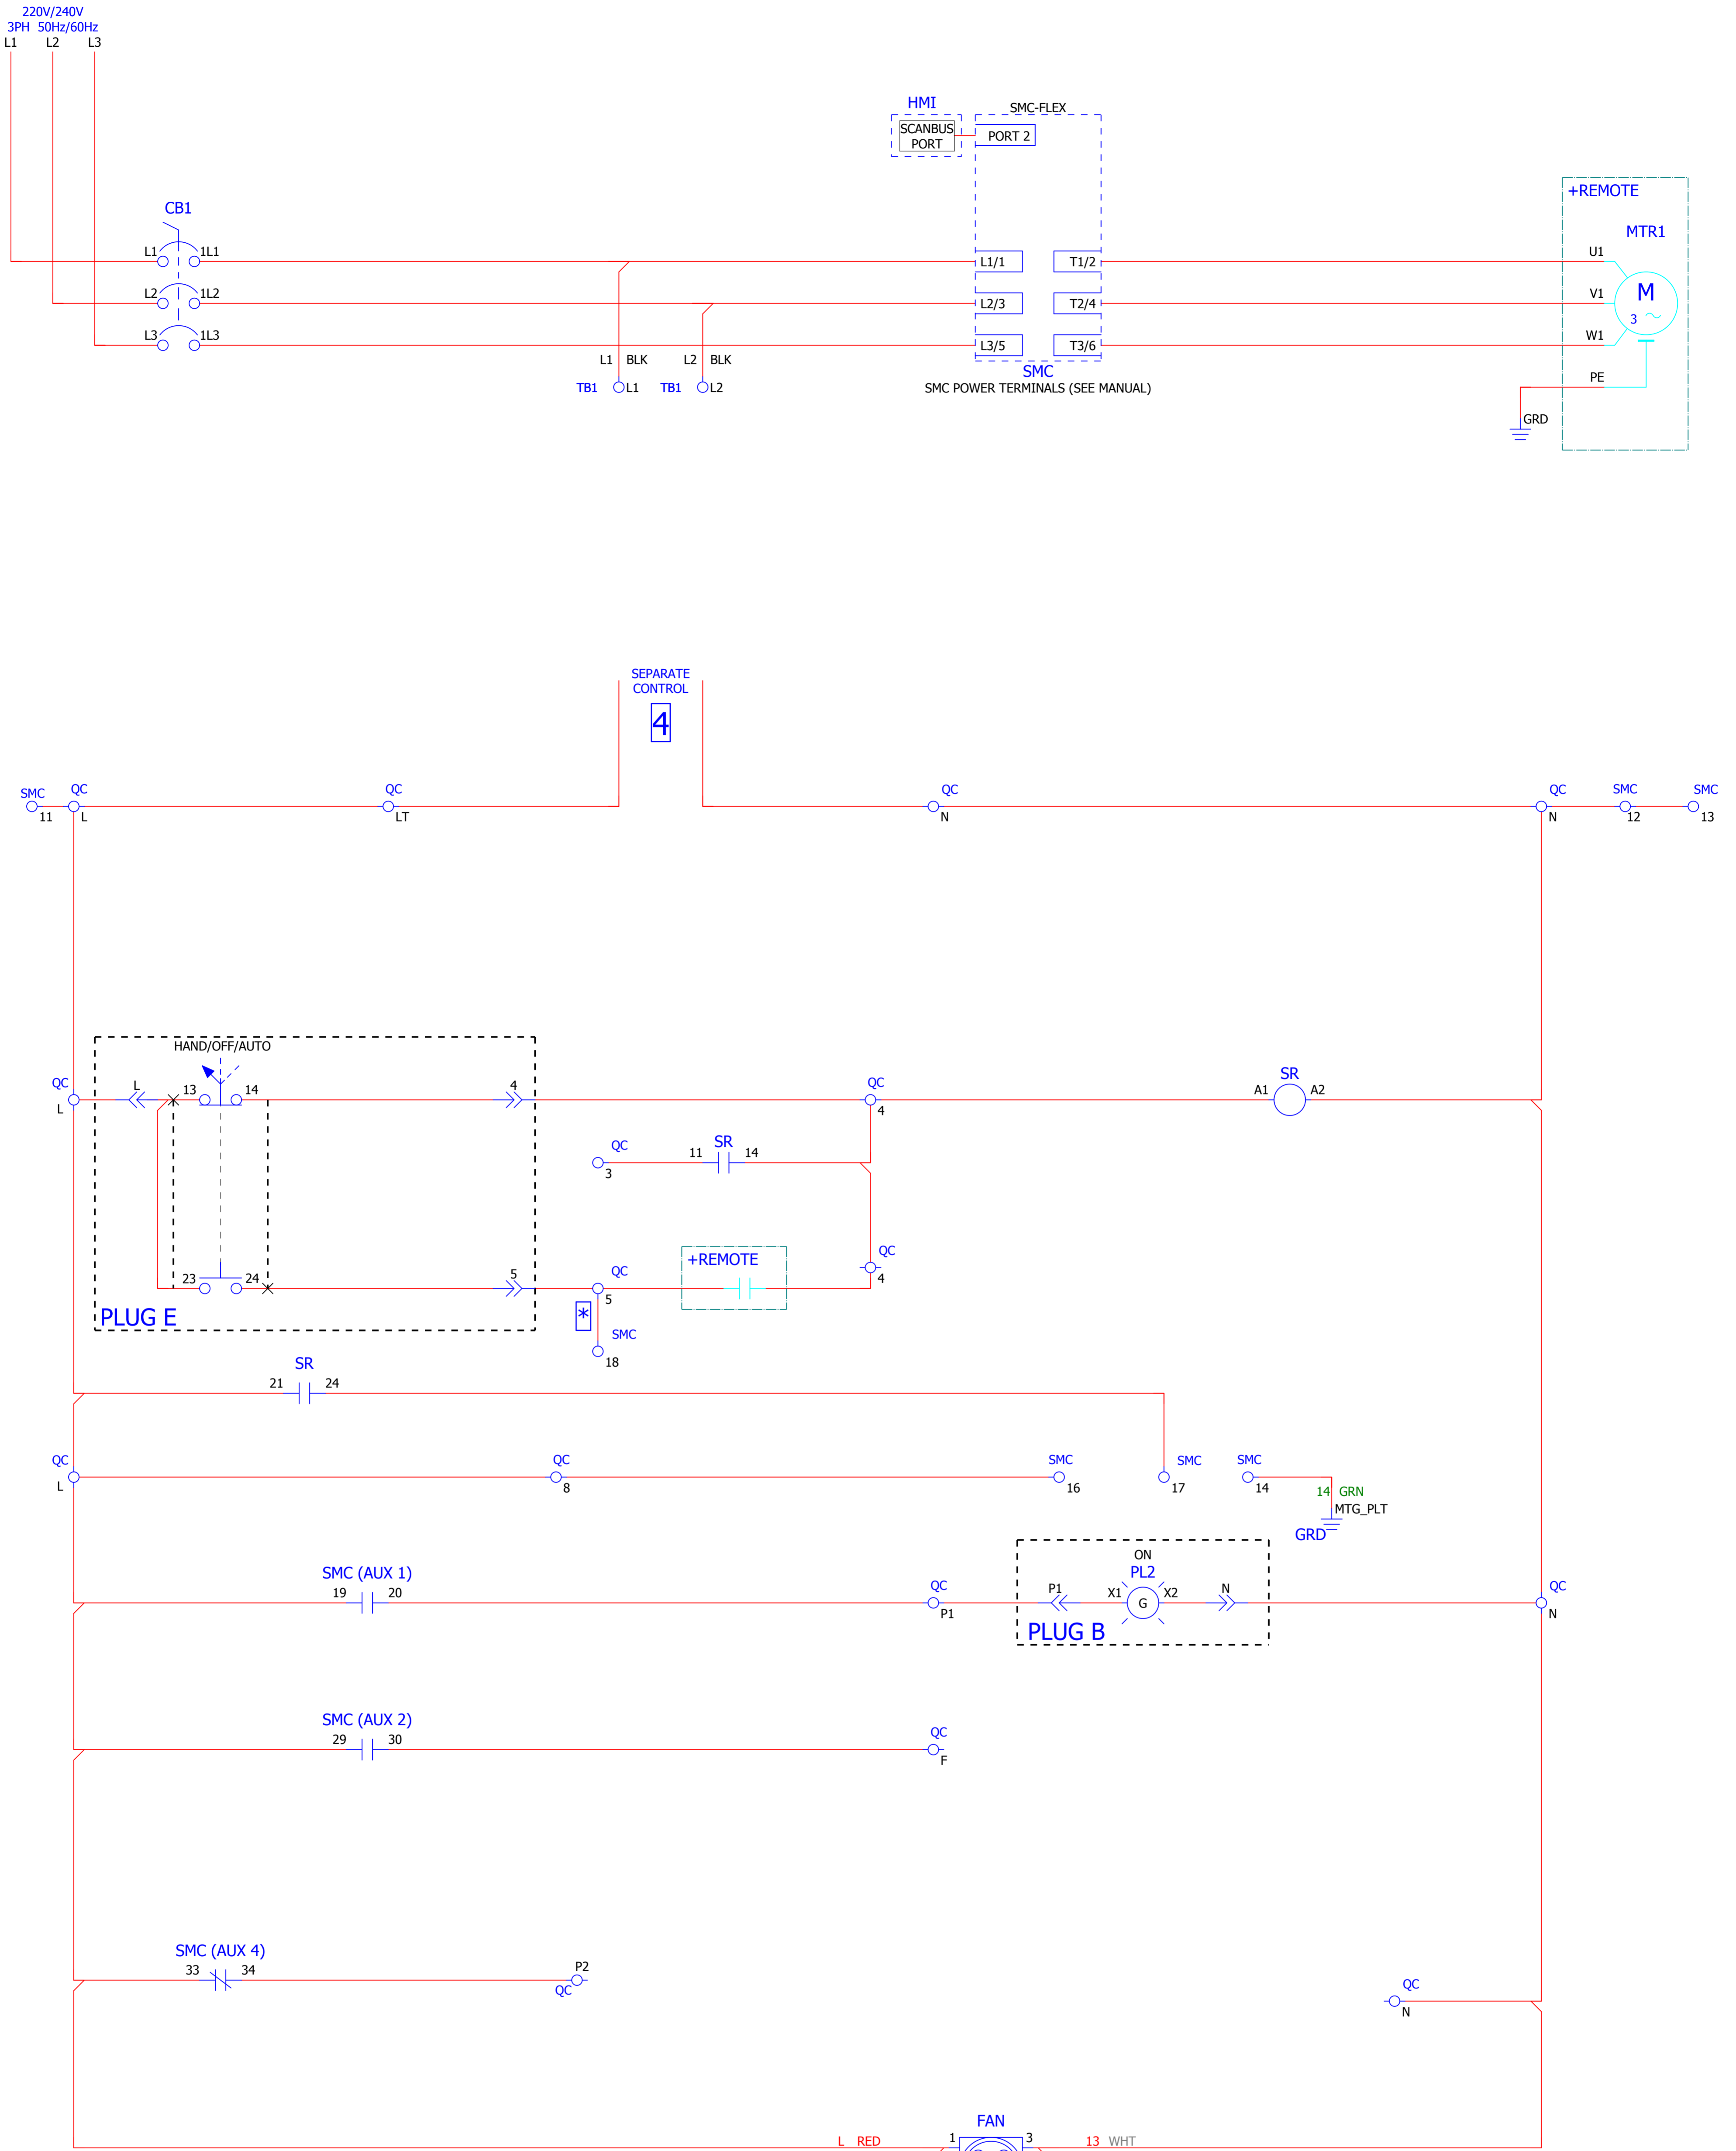 220V/240V
3PH 50Hz/60Hz
L1 L2 L3
HMI
SMC-FLEX
SCANBUS
PORT
PORT 2
+REMOTE
CB1
MTR1
L1 1L1 L1/1 T1/2 U1
L2 1L2 L2/3 T2/4 V1
M
3
L3 1L3 L3/5 T3/6 W1
L1 BLK L2 BLK
SMC
PE
TB1 L1 TB1 L2
SMC POWER TERMINALS (SEE MANUAL)
GRD
SEPARATE
CONTROL
4
SMC QC QC QC QC SMC SMC
11 L LT N N 12 13
HAND/OFF/AUTO
QC L 13 14 4 QC SR
A1 A2
L 4
QC SR
11 14
3
QC
+REMOTE
23 24 5 QC
4
5
*
PLUG E
SMC
18
SR
21 24
QC QC SMC SMC SMC
L 8 16 17 14
14 GRN
MTG_PLT
GRD
ON
SMC (AUX 1) PL2
19 20 QC P1 X1 X2 N QC
G
P1 N
PLUG B
SMC (AUX 2)
29 30 QC
F
SMC (AUX 4)
33 34 P2
QC
QC
N
FAN
L RED 1 3 13 WHT